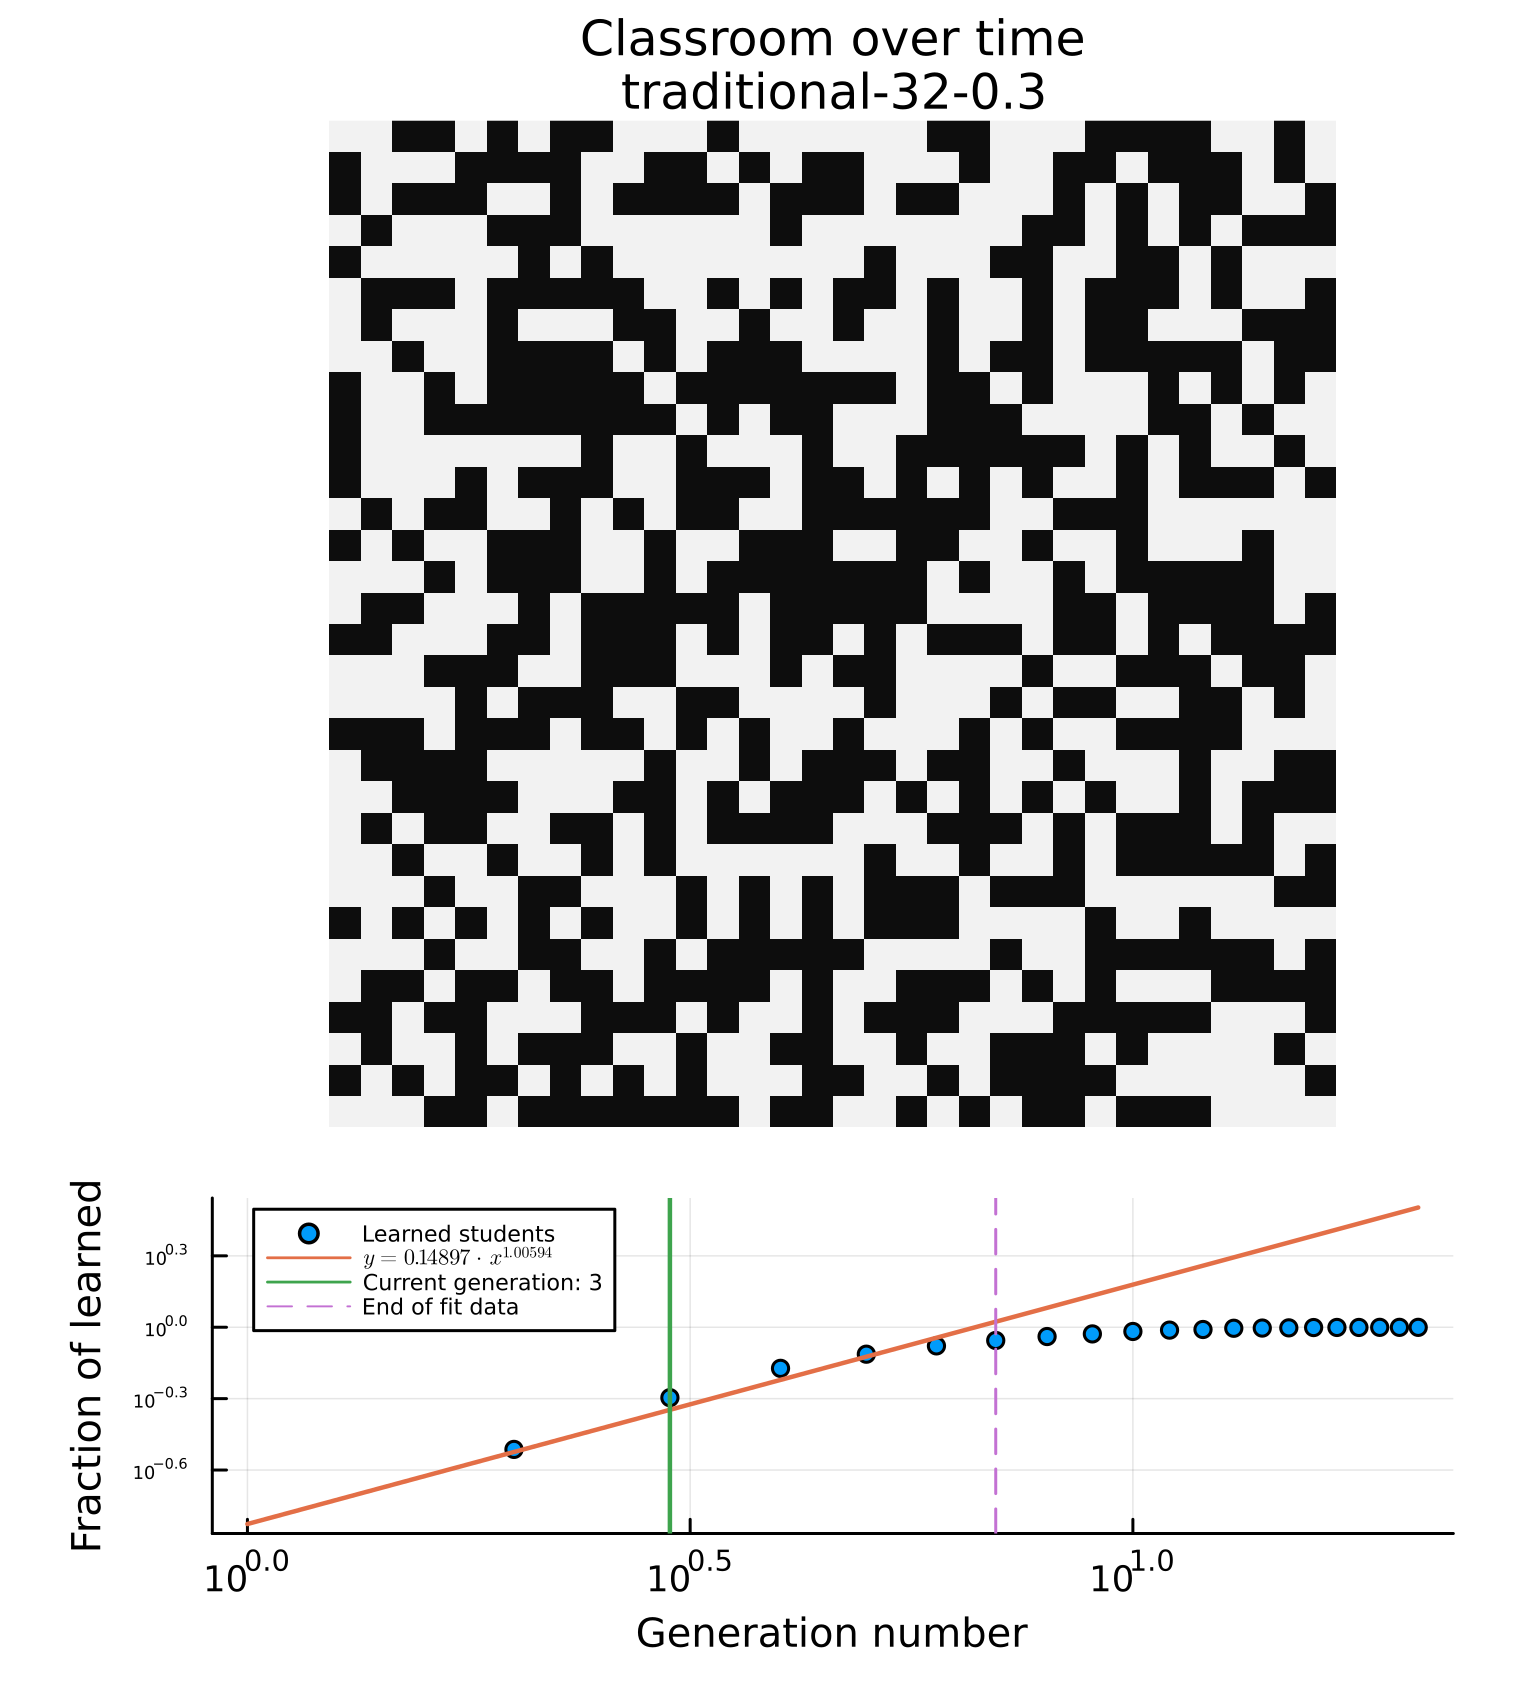 Classroom over time
traditional-32-0.3
Fraction of learned
10^0.3
10^0.0
10^−0.3
10^−0.6
Learned students
y = 0.14897 · x^1.00594
Current generation: 3
End of fit data
10^0.0 10^0.5 10^1.0
Generation number